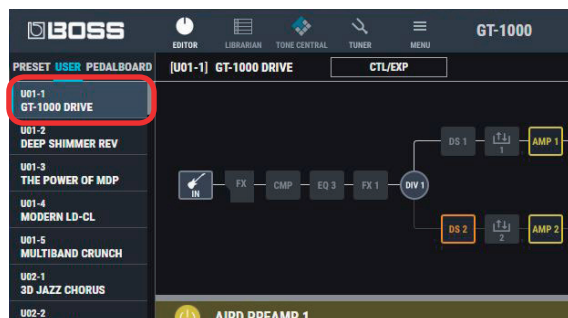 BOSS
EDITOR
LIBRARIAN
TONE CENTRAL
TUNER
MENU
GT-1000
PRESET USER PEDALBOARD
[U01-1] GT-1000 DRIVE
CTL/EXP
U01-1
GT-1000 DRIVE
U01-2
DEEP SHIMMER REV
U01-3
THE POWER OF MDP
U01-4
MODERN LD-CL
U01-5
MULTIBAND CRUNCH
U02-1
3D JAZZ CHORUS
U02-2
IN
FX
CMP
EQ 3
FX 1
DIV 1
DS 1
1
AMP 1
DS 2
2
AMP 2
AIRD PREAMP 1